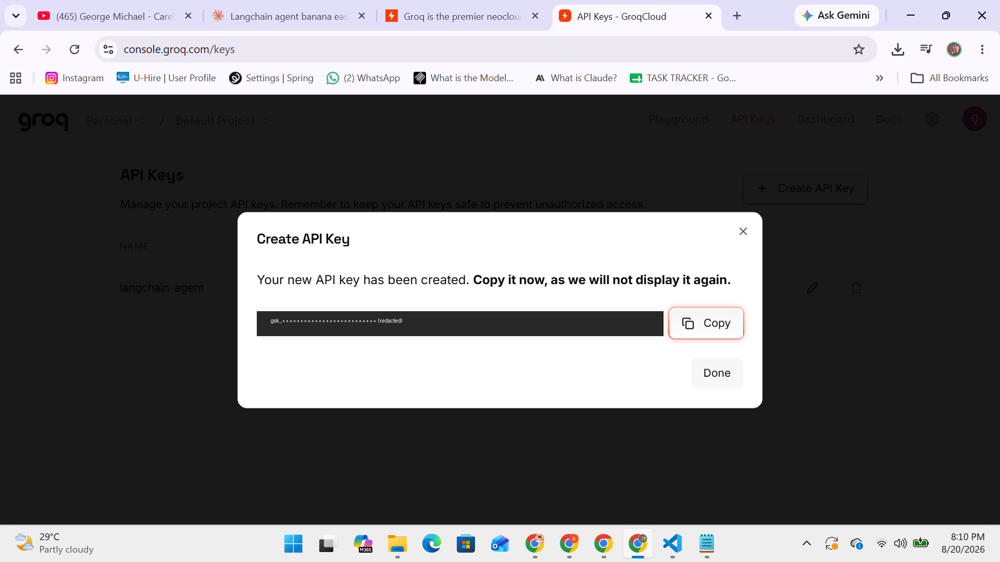 (465) George Michael - Carel
Langchain agent banana eas
Groq is the premier neoclou
API Keys - GroqCloud
Ask Gemini
console.groq.com/keys
Instagram
U-Hire | User Profile
Settings | Spring
(2) WhatsApp
What is the Model...
What is Claude?
TASK TRACKER - Go...
All Bookmarks
groq
Personal / Default Project
Playground
API Keys
Dashboard
Docs
Q
API Keys
Manage your project API keys. Remember to keep your API keys safe to prevent unauthorized access.
+ Create API Key
NAME
langchain-agent
Create API Key
Your new API key has been created. Copy it now, as we will not display it again.
gsk_************************** (redacted)
Copy
Done
29°C
Partly cloudy
M365
A
8:10 PM
8/20/2026